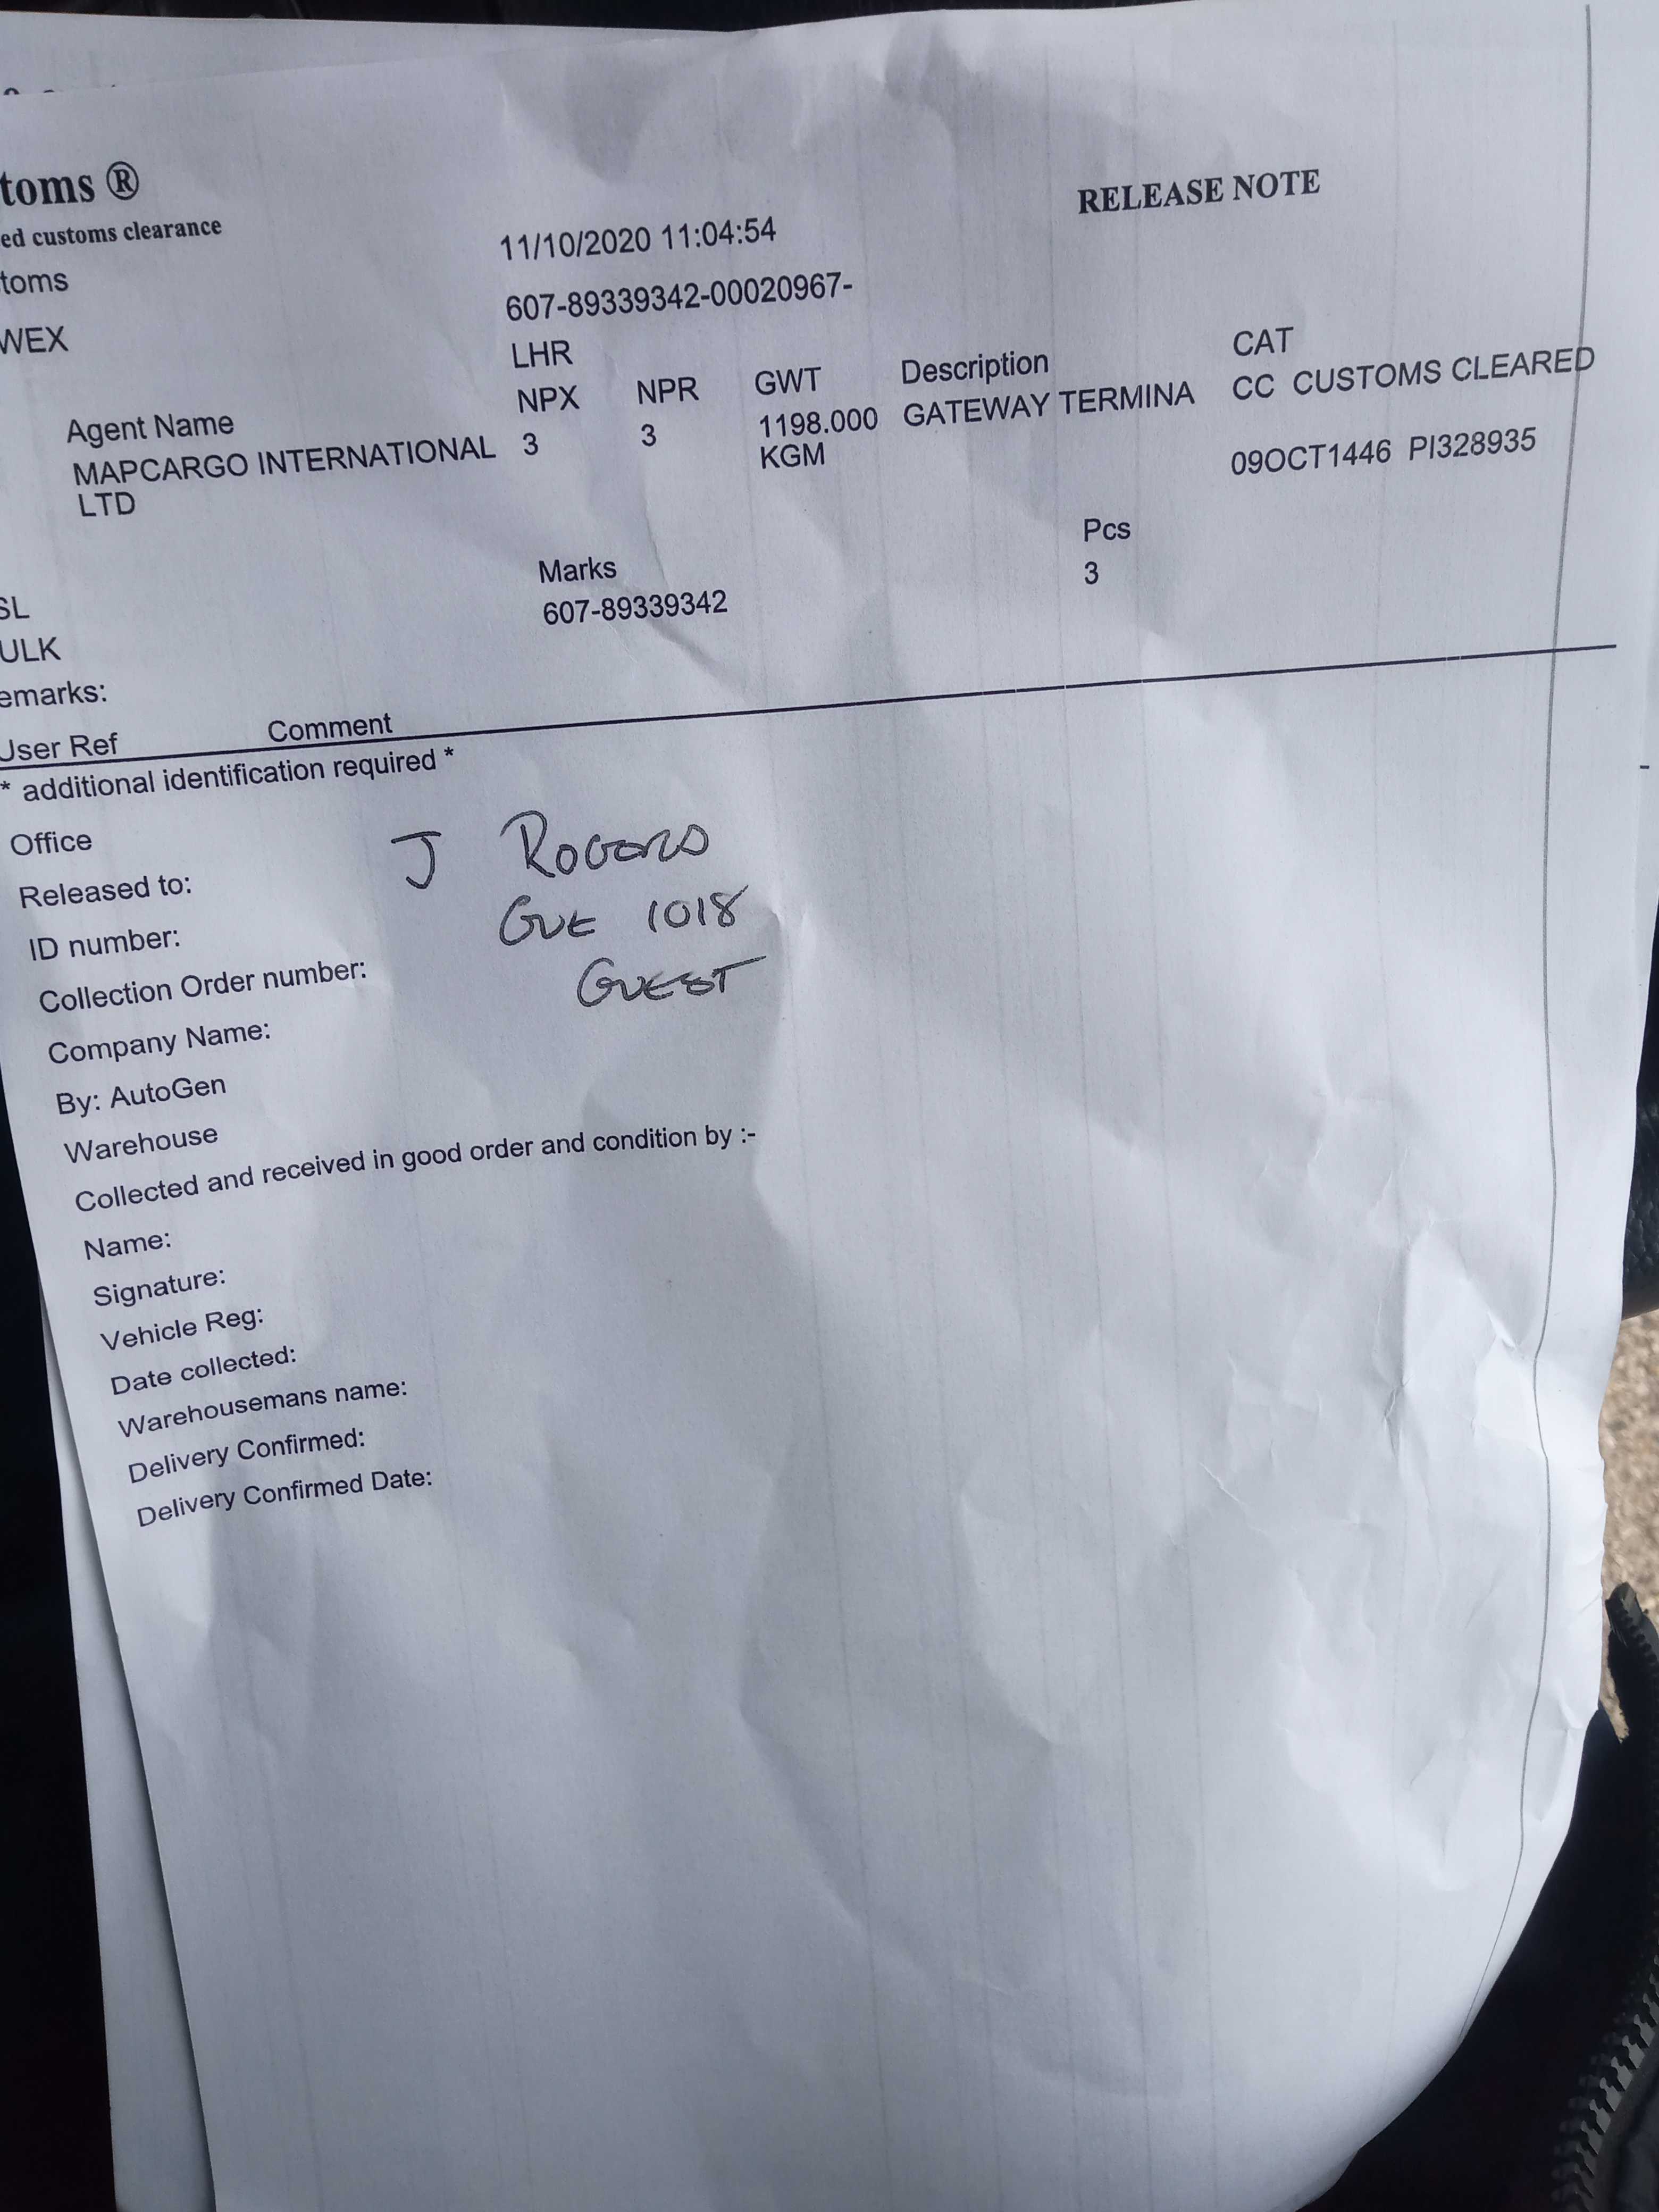 toms ®
RELEASE NOTE
ed customs clearance
11/10/2020 11:04:54
toms
607-89339342-00020967-
WEX
LHR
Agent Name NPX NPR GWT Description CAT
MAPCARGO INTERNATIONAL 3 3 1198.000 GATEWAY TERMINA CC CUSTOMS CLEARED
LTD KGM
09OCT1446 PI328935
Marks Pcs
SL 607-89339342 3
ULK
emarks:
User Ref Comment
* additional identification required *
Office
Released to: J Rogers
ID number: GUE 1018
Collection Order number: GUEST
Company Name:
By: AutoGen
Warehouse
Collected and received in good order and condition by :-
Name:
Signature:
Vehicle Reg:
Date collected:
Warehousemans name:
Delivery Confirmed:
Delivery Confirmed Date: